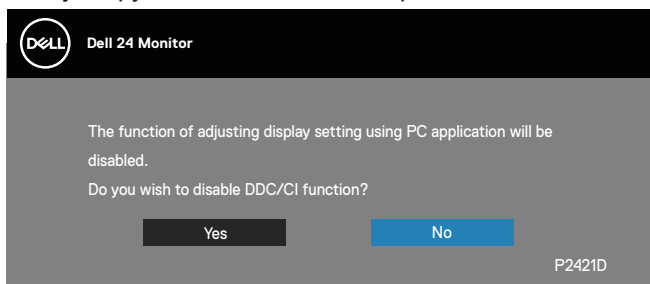 DELL
Dell 24 Monitor
The function of adjusting display setting using PC application will be
disabled.
Do you wish to disable DDC/CI function?
Yes
No
P2421D